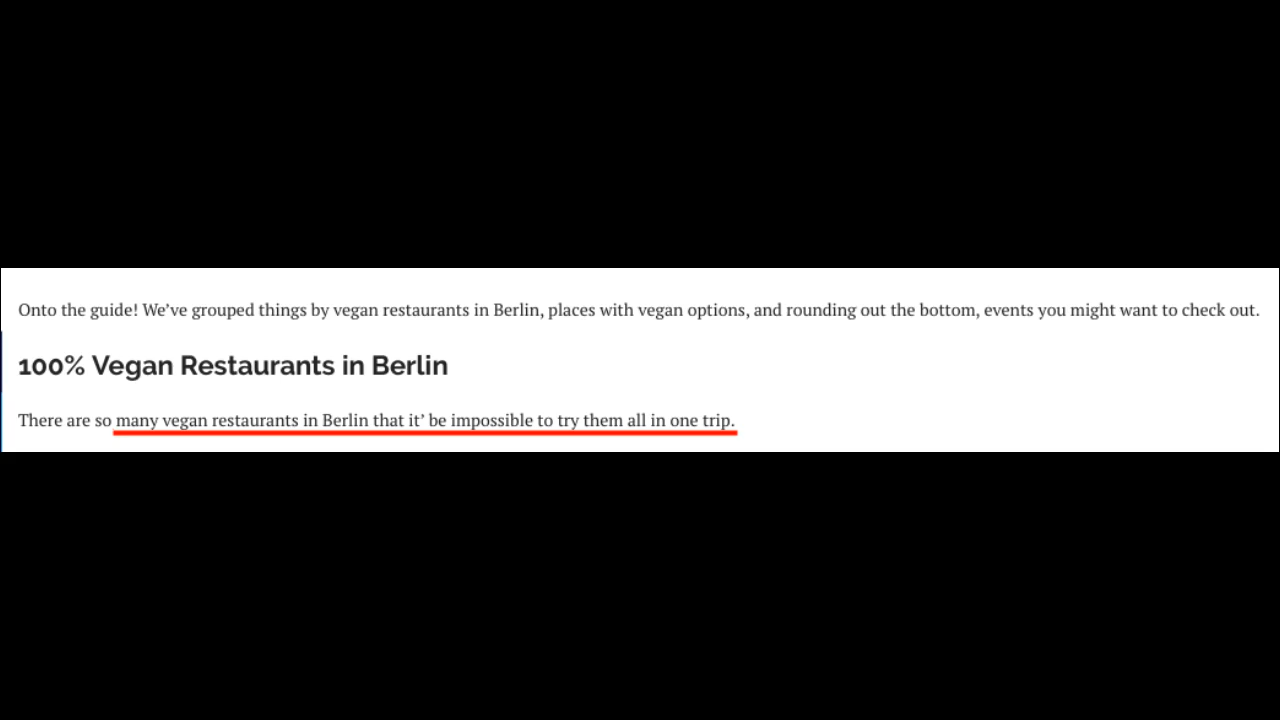 Onto the guide! We’ve grouped things by vegan restaurants in Berlin, places with vegan options, and rounding out the bottom, events you might want to check out.
100% Vegan Restaurants in Berlin
There are so many vegan restaurants in Berlin that it’ be impossible to try them all in one trip.